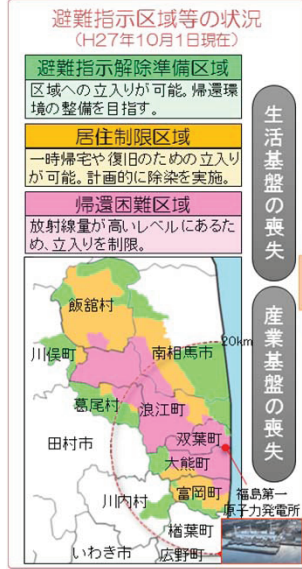 避難指示区域等の状況
(H27年10月1日現在)
避難指示解除準備区域
区域への立入りが可能。帰還環
境の整備を目指す。
居住制限区域
一時帰宅や復旧のための立入り
が可能。計画的に除染を実施。
帰還困難区域
放射線量が高いレベルにあるた
め、立入りを制限。
生活基盤の喪失
産業基盤の喪失
飯舘村
20km
川俣町
南相馬市
葛尾村
浪江町
田村市
双葉町
大熊町
川内村
富岡町
福島第一
原子力発電所
楢葉町
いわき市
広野町